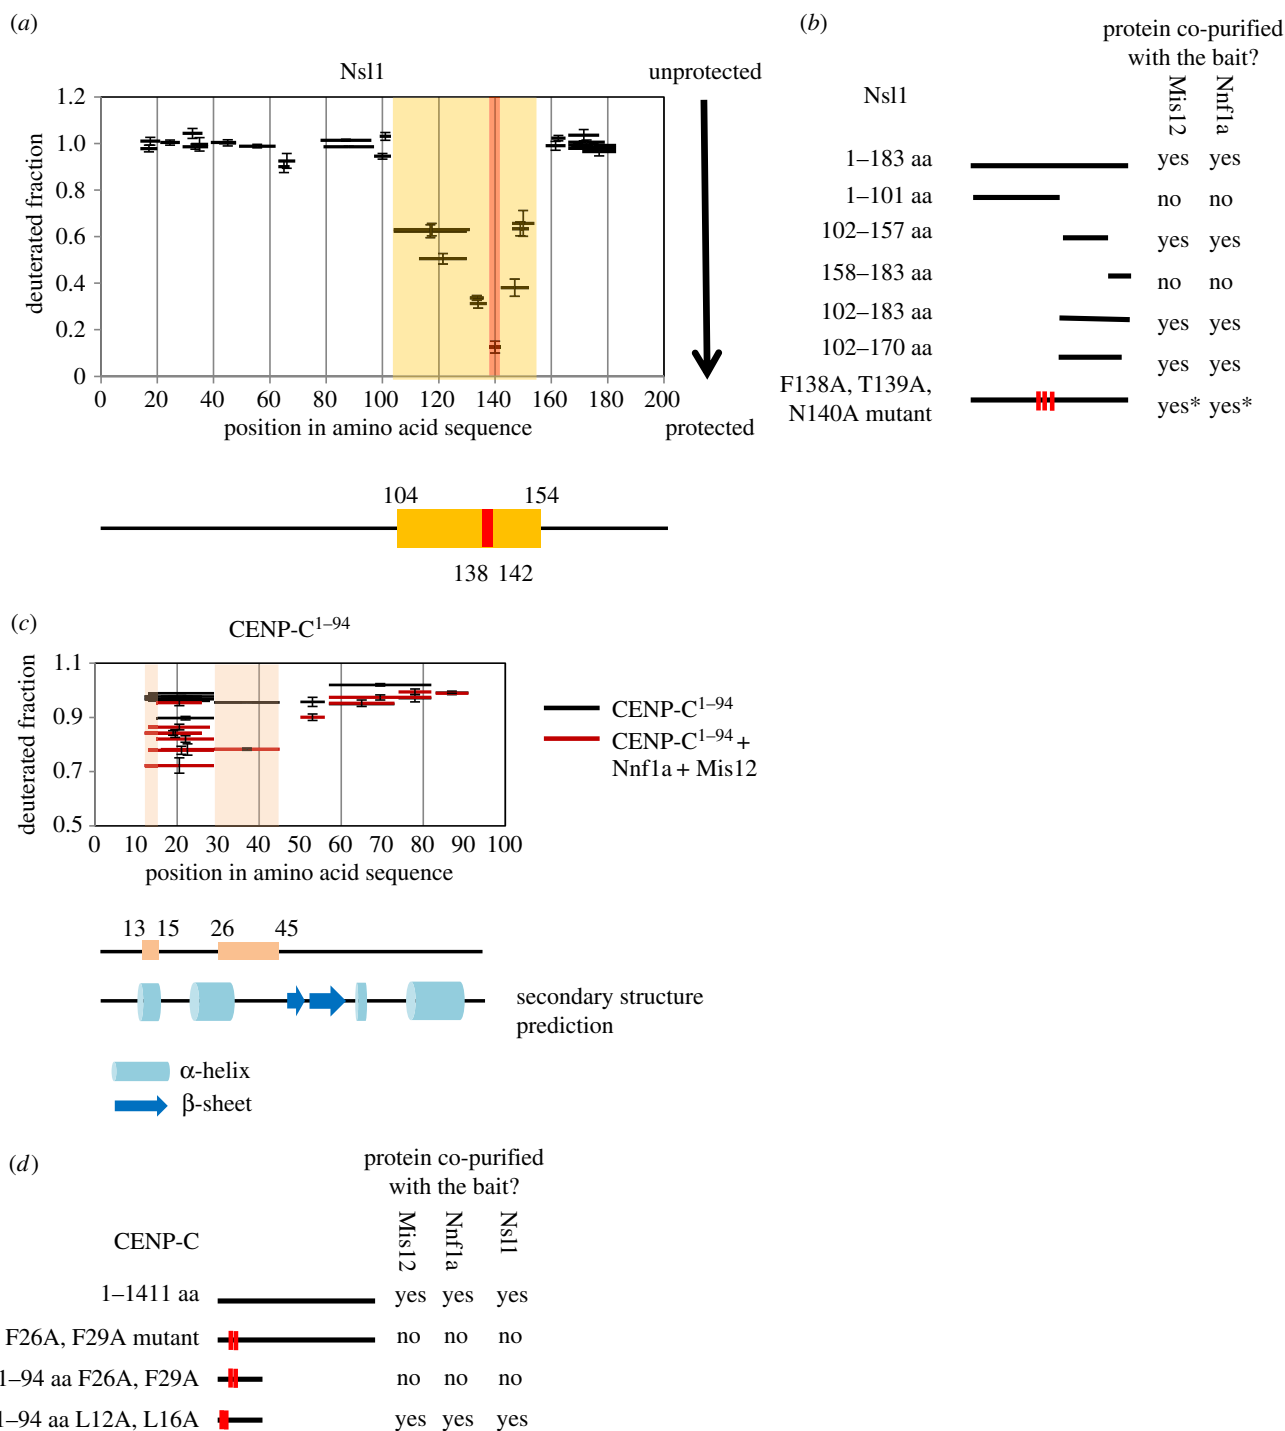 (a)
Nsl1
unprotected
deuterated fraction
1.2
1.0
0.8
0.6
0.4
0.2
0
0 20 40 60 80 100 120 140 160 180 200
position in amino acid sequence
protected
104 154
138 142
(b)
protein co-purified
with the bait?
Nsl1
Mis12 Nnf1a
1–183 aa yes yes
1–101 aa no no
102–157 aa yes yes
158–183 aa no no
102–183 aa yes yes
102–170 aa yes yes
F138A, T139A,
N140A mutant yes* yes*
(c)
CENP-C1–94
deuterated fraction
1.1
0.9
0.7
0.5
0 10 20 30 40 50 60 70 80 90 100
position in amino acid sequence
CENP-C1–94
CENP-C1–94 +
Nnf1a + Mis12
13 15 26 45
secondary structure
prediction
α-helix
β-sheet
(d)
protein co-purified
with the bait?
CENP-C
Mis12 Nnf1a Nsl1
1–1411 aa yes yes yes
F26A, F29A mutant no no no
1–94 aa F26A, F29A no no no
1–94 aa L12A, L16A yes yes yes